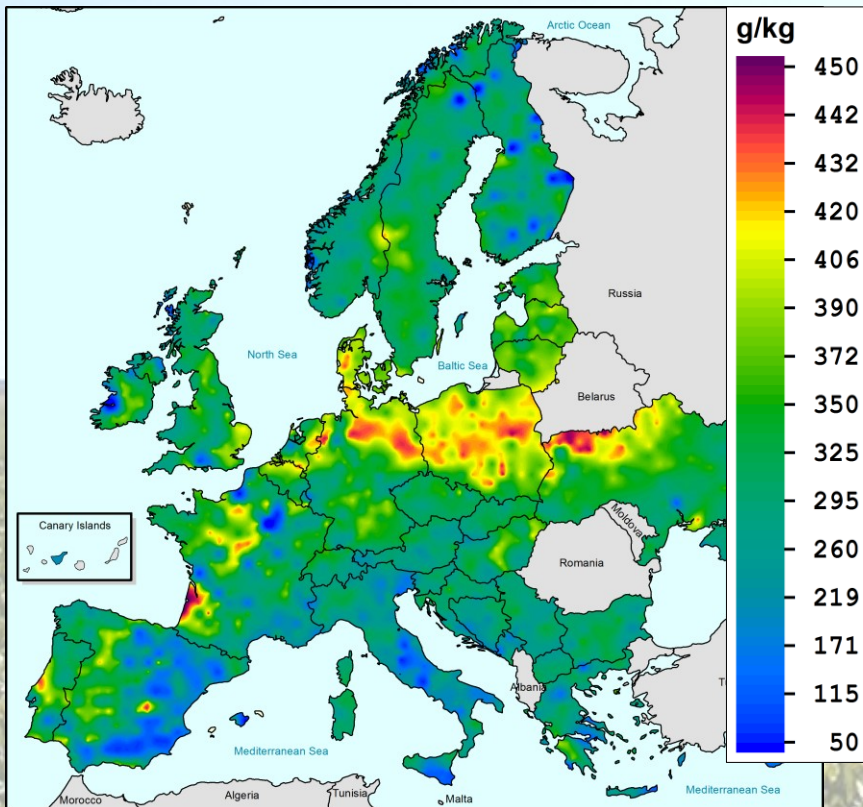 Arctic Ocean
g/kg
450
442
432
420
406
390
372
350
295
260
219
171
115
50
Russia
North Sea
Baltic Sea
Belarus
Canary Islands
Moldova
Romania
Albania
Mediterranean Sea
Mediterranean Sea
Morocco
Algeria
Tunisia
Malta